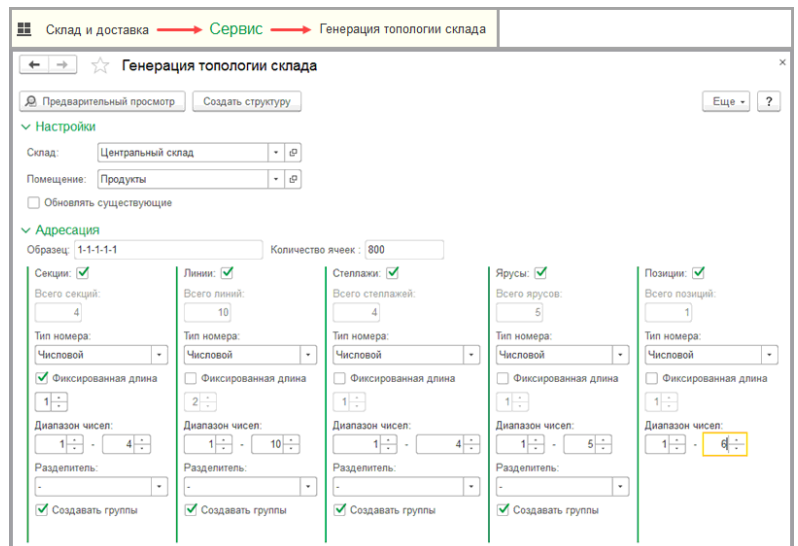 Склад и доставка Сервис Генерация топологии склада
Генерация топологии склада ×
Предварительный просмотр Создать структуру Еще ?
Настройки
Склад: Центральный склад
Помещение: Продукты
Обновлять существующие
Адресация
Образец: 1-1-1-1-1 Количество ячеек : 800
Секции: Линии: Стеллажи: Ярусы: Позиции:
Всего секций: Всего линий: Всего стеллажей: Всего ярусов: Всего позиций:
4 10 4 5 1
Тип номера: Тип номера: Тип номера: Тип номера: Тип номера:
Числовой Числовой Числовой Числовой Числовой
Фиксированная длина Фиксированная длина Фиксированная длина Фиксированная длина Фиксированная длина
1 2 1 1 1
Диапазон чисел: Диапазон чисел: Диапазон чисел: Диапазон чисел: Диапазон чисел:
1 - 4 1 - 10 1 - 4 1 - 5 1 - 6
Разделитель: Разделитель: Разделитель: Разделитель:
- - - -
Создавать группы Создавать группы Создавать группы Создавать группы